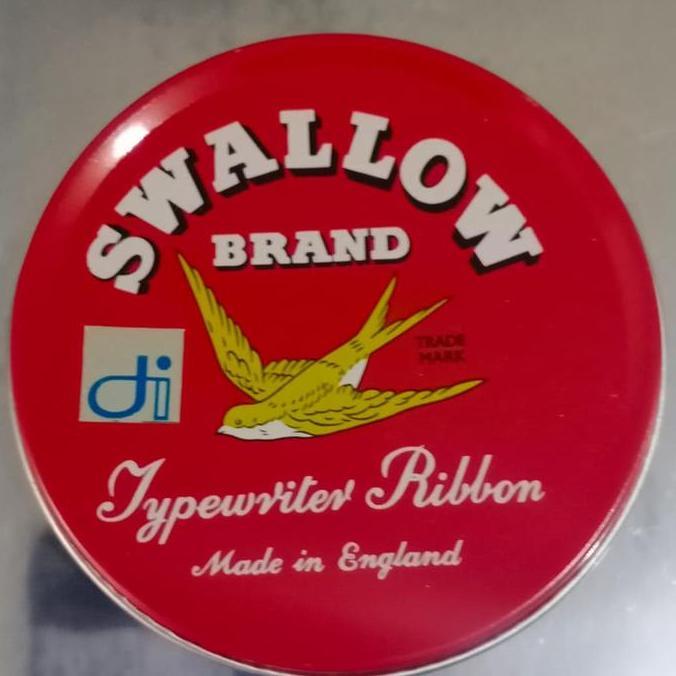 SWALLOW
BRAND
TRADE
MARK
di
Typewriter Ribbon
Made in England